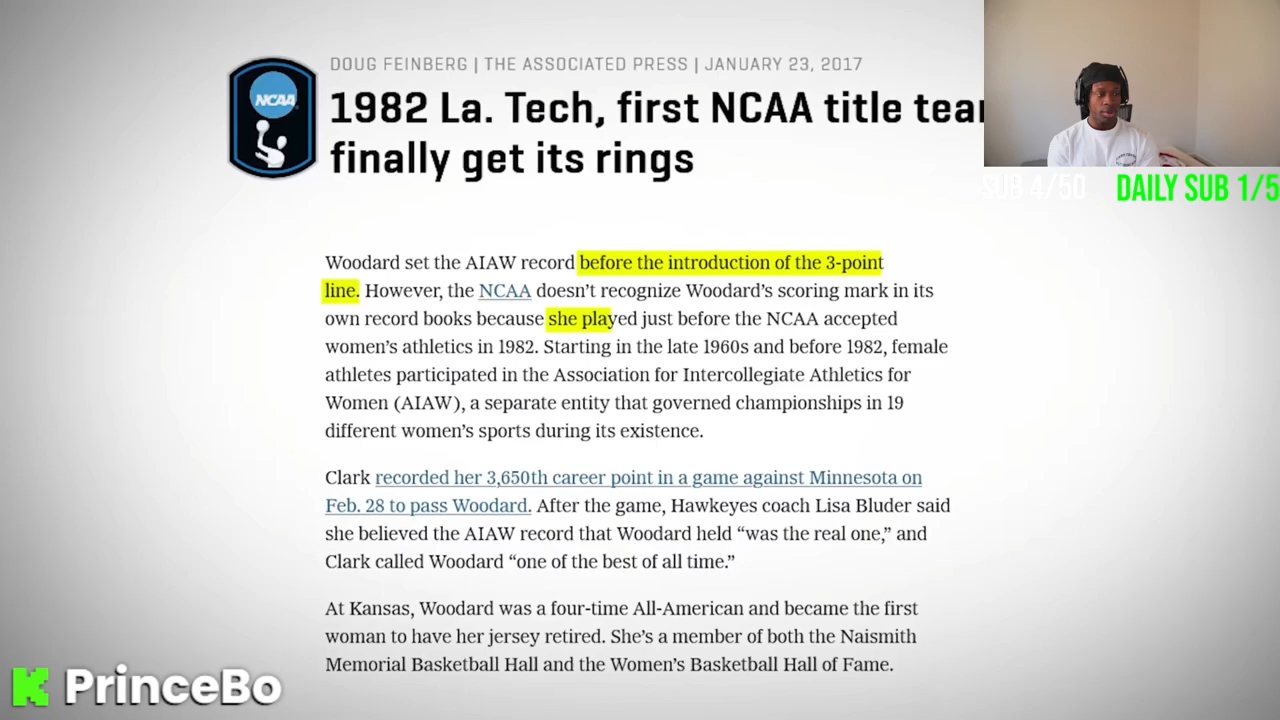 DOUG FEINBERG | THE ASSOCIATED PRESS | JANUARY 23, 2017
NCAA
1982 La. Tech, first NCAA title tea
finally get its rings
SUB 4/50
DAILY SUB 1/5
Woodard set the AIAW record before the introduction of the 3-point
line. However, the NCAA doesn’t recognize Woodard’s scoring mark in its
own record books because she played just before the NCAA accepted
women’s athletics in 1982. Starting in the late 1960s and before 1982, female
athletes participated in the Association for Intercollegiate Athletics for
Women (AIAW), a separate entity that governed championships in 19
different women’s sports during its existence.
Clark recorded her 3,650th career point in a game against Minnesota on
Feb. 28 to pass Woodard. After the game, Hawkeyes coach Lisa Bluder said
she believed the AIAW record that Woodard held “was the real one,” and
Clark called Woodard “one of the best of all time.”
At Kansas, Woodard was a four-time All-American and became the first
woman to have her jersey retired. She’s a member of both the Naismith
Memorial Basketball Hall and the Women’s Basketball Hall of Fame.
K PrinceBo